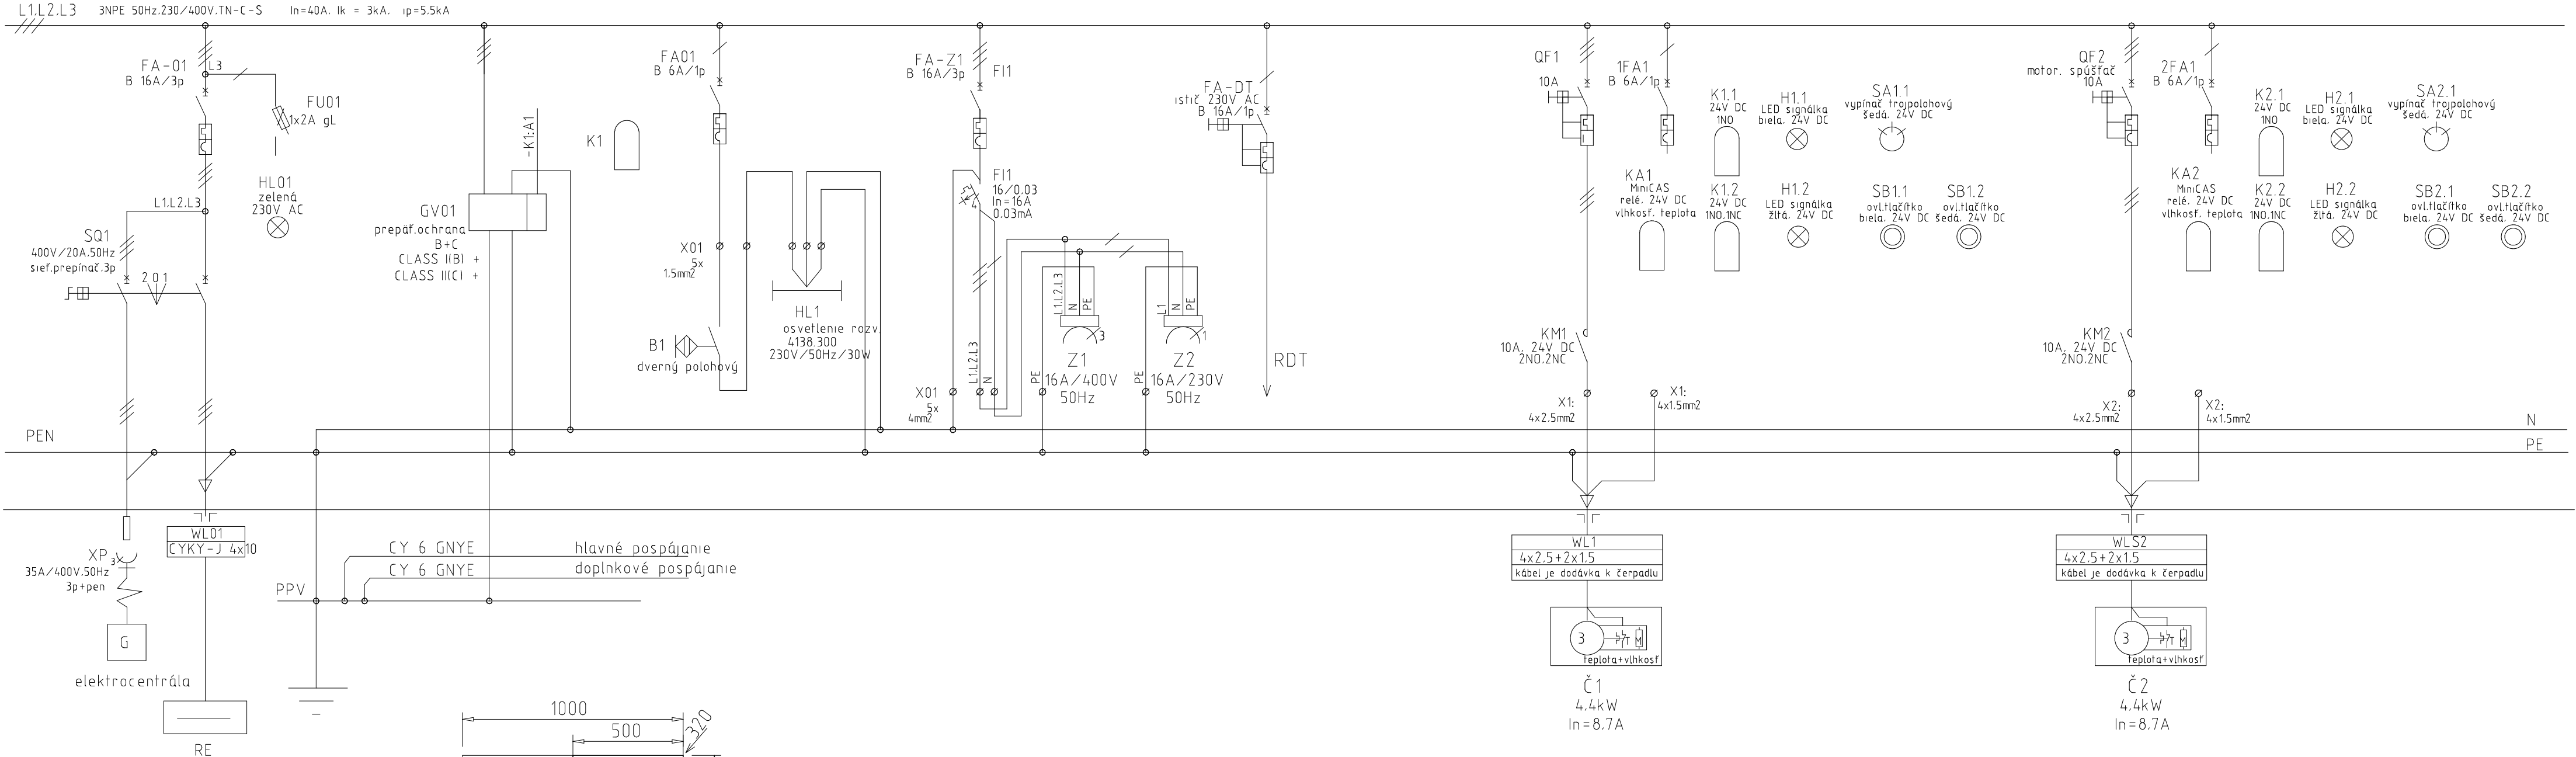 L1.L2.L3 3NPE 50Hz.230/400V.TN-C-S In=40A. Ik = 3kA. ip=5.5kA
FA-01
B 16A/3p
L3
FU01
1x2A gL
HL01
zelená
230V AC
L1.L2.L3
SQ1
400V/20A.50Hz
sieť.prepínač.3p
2 0 1
-K1:A1
GV01
prepäť.ochrana
B+C
CLASS I(B) +
CLASS II(C) +
K1
FA01
B 6A/1p
X01
5x
1.5mm2
B1
dverný polohový
HL1
osvetlenie rozv.
4138.300
230V/50Hz/30W
FA-Z1
B 16A/3p
FI1
FI1
16/0.03
In=16A
0.03mA
4
L1.L2.L3
N
X01
5x
4mm2
L1.L2.L3
N
PE
3
Z1
16A/400V
50Hz
PE
L1
N
PE
1
Z2
16A/230V
50Hz
PE
FA-DT
istič 230V AC
B 16A/1p
RDT
QF1
10A
1FA1
B 6A/1p
K1.1
24V DC
1NO
H1.1
LED signálka
biela. 24V DC
SA1.1
vypínač trojpolohový
šedá. 24V DC
KA1
MiniCAS
relé. 24V DC
vlhkosť. teplota
K1.2
24V DC
1NO.1NC
H1.2
LED signálka
žltá. 24V DC
SB1.1
ovl.tlačítko
biela. 24V DC
SB1.2
ovl.tlačítko
šedá. 24V DC
KM1
10A. 24V DC
2NO.2NC
X1:
4x2.5mm2
X1:
4x1.5mm2
QF2
motor. spúšťač
10A
2FA1
B 6A/1p
K2.1
24V DC
1NO
H2.1
LED signálka
biela. 24V DC
SA2.1
vypínač trojpolohový
šedá. 24V DC
KA2
MiniCAS
relé. 24V DC
vlhkosť. teplota
K2.2
24V DC
1NO.1NC
H2.2
LED signálka
žltá. 24V DC
SB2.1
ovl.tlačítko
biela. 24V DC
SB2.2
ovl.tlačítko
šedá. 24V DC
KM2
10A. 24V DC
2NO.2NC
X2:
4x2.5mm2
X2:
4x1.5mm2
PEN
N
PE
XP
3
35A/400V.50Hz
3p+pen
G
elektrocentrála
WL01
CYKY-J 4x10
RE
PPV
CY 6 GNYE hlavné pospájanie
CY 6 GNYE doplnkové pospájanie
1000
500
320
WL1
4x2.5+2x1.5
kábel je dodávka k čerpadlu
3
T
M
teplota+vlhkosť
Č1
4.4kW
In=8.7A
WLS2
4x2.5+2x1.5
kábel je dodávka k čerpadlu
3
T
M
teplota+vlhkosť
Č2
4.4kW
In=8.7A